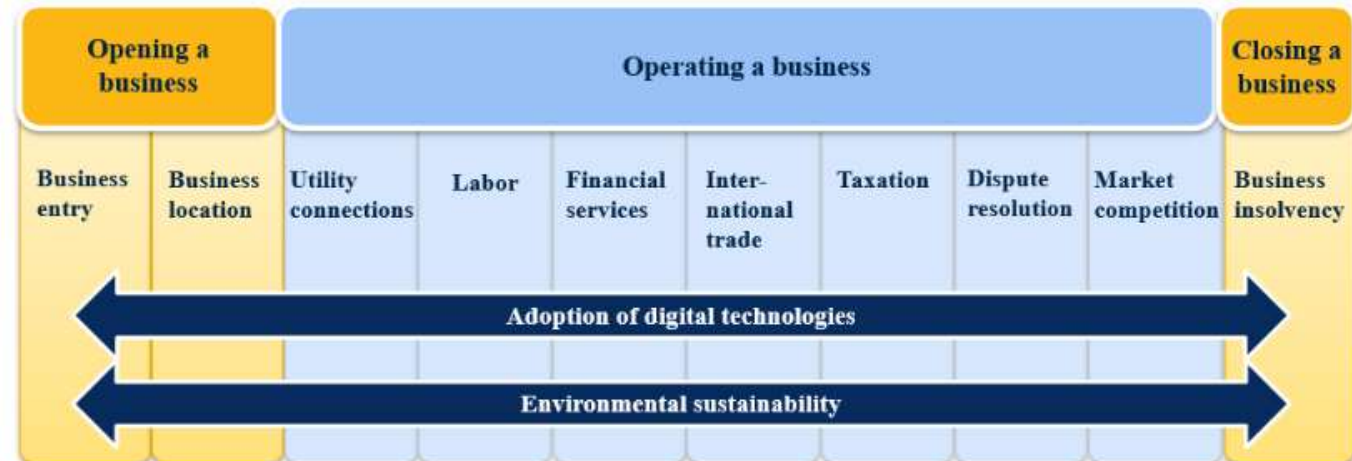 Opening a
business
Operating a business
Closing a
business
Business
entry
Business
location
Utility
connections
Labor
Financial
services
Inter-
national
trade
Taxation
Dispute
resolution
Market
competition
Business
insolvency
Adoption of digital technologies
Environmental sustainability